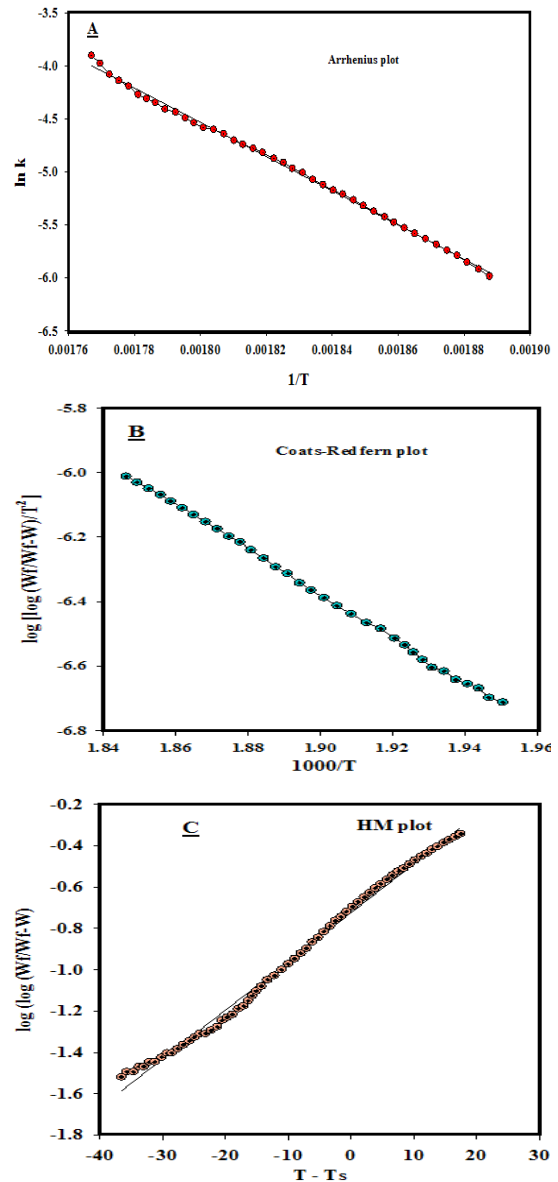 A
Arrhenius plot
-3.5
-4.0
-4.5
-5.0
-5.5
-6.0
-6.5
ln k
0.00176 0.00178 0.00180 0.00182 0.00184 0.00186 0.00188 0.00190
1/T
B
Coats-Redfern plot
-5.8
-6.0
-6.2
-6.4
-6.6
-6.8
log [log (Wf/Wf-W)/T²]
1.84 1.86 1.88 1.90 1.92 1.94 1.96
1000/T
C HM plot
-0.2
-0.4
-0.6
-0.8
-1.0
-1.2
-1.4
-1.6
-1.8
log (log (Wf/Wf-W)
-40 -30 -20 -10 0 10 20 30
T - Ts